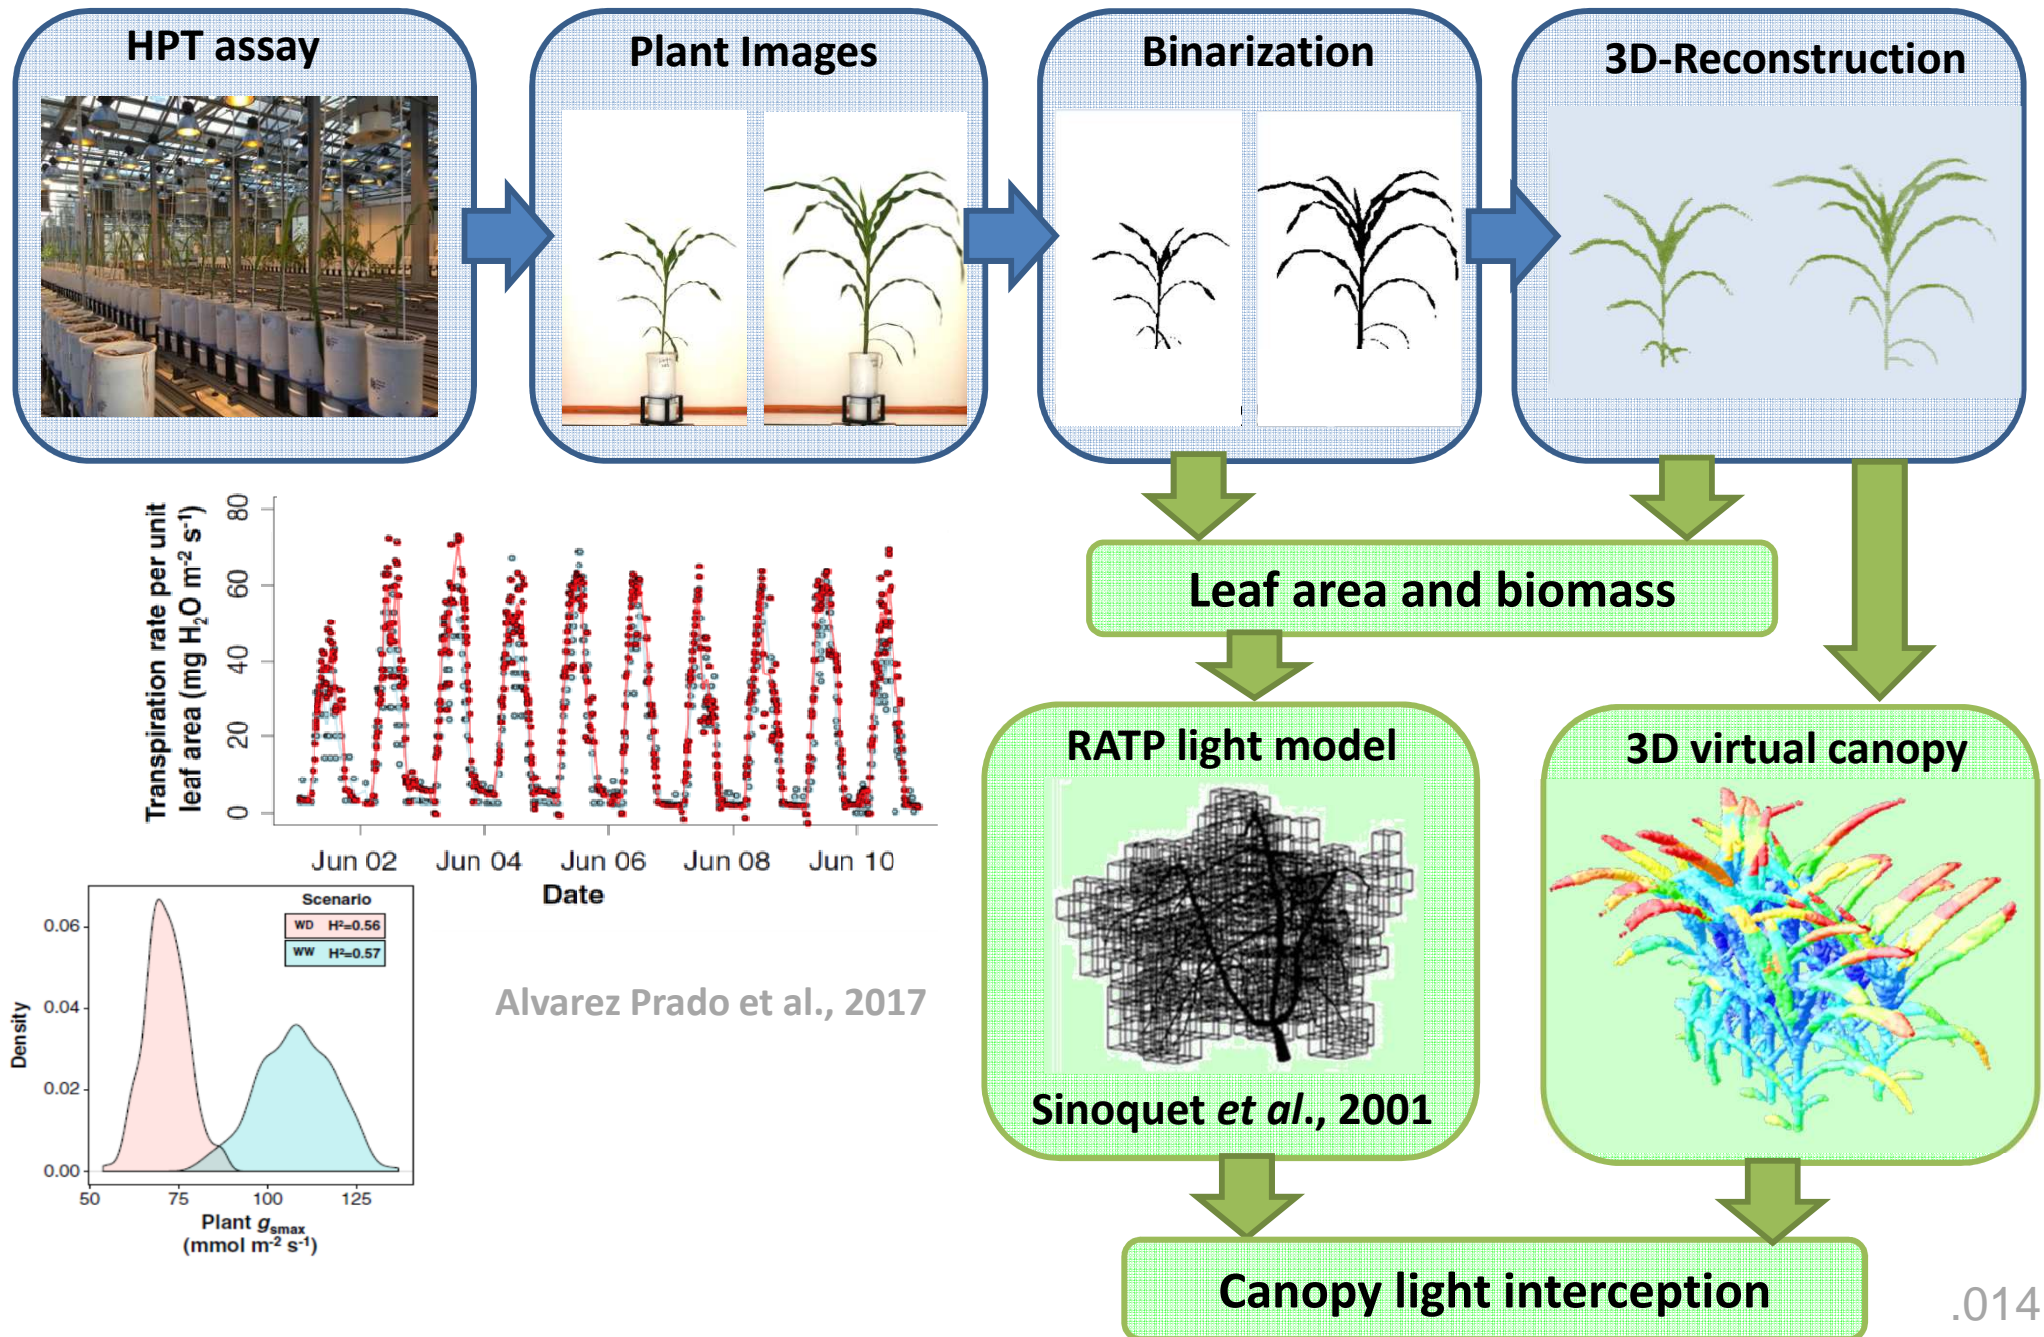 HPT assay
Plant Images
Binarization
3D-Reconstruction
Transpiration rate per unit
leaf area (mg H₂O m⁻² s⁻¹)
80
60
40
20
0
Jun 02
Jun 04
Jun 06
Jun 08
Jun 10
Date
Leaf area and biomass
RATP light model
Sinoquet et al., 2001
3D virtual canopy
Scenario
WD H²=0.56
WW H²=0.57
Density
0.06
0.04
0.02
0.00
50
75
100
125
Plant gsmax
(mmol m⁻² s⁻¹)
Alvarez Prado et al., 2017
Canopy light interception
.014